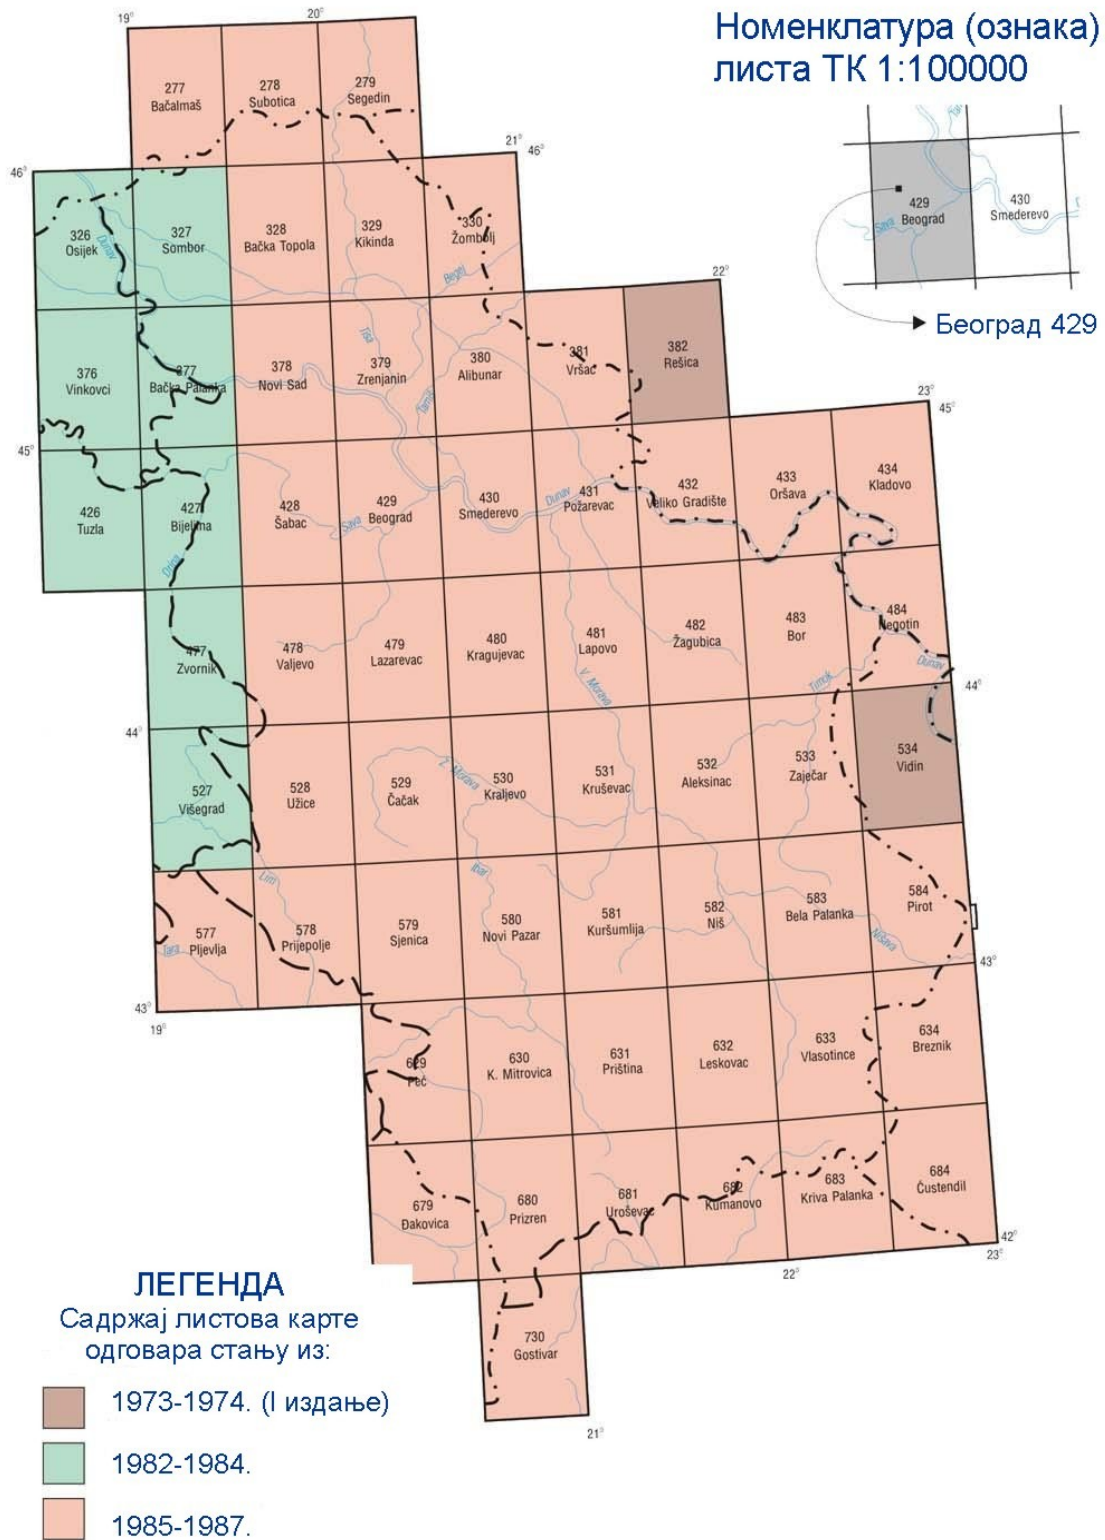 Номенклатура (ознака)
листа ТК 1:100000
429
Beograd
430
Smederevo
Sava
Београд 429
19°
20°
277
Bačalmaš
278
Subotica
279
Segedin
21°
46°
46°
326
Osijek
Dunav
327
Sombor
328
Bačka Topola
329
Kikinda
330
Žombolj
Begej
22°
376
Vinkovci
377
Bačka Palanka
378
Novi Sad
Tisa
379
Zrenjanin
Tamiš
380
Alibunar
381
Vršac
382
Rešica
23°
45°
45°
426
Tuzla
427
Bijeljina
Drina
428
Šabac
Sava
429
Beograd
430
Smederevo
Dunav
431
Požarevac
432
Veliko Gradište
433
Oršava
434
Kladovo
477
Zvornik
478
Valjevo
479
Lazarevac
480
Kragujevac
481
Lapovo
V. Morava
482
Žagubica
483
Bor
Timok
484
Negotin
Dunav
44°
44°
527
Višegrad
528
Užice
529
Čačak
Z. Morava
530
Kraljevo
531
Kruševac
532
Aleksinac
533
Zaječar
534
Vidin
577
Pljevlja
Tara
Lim
578
Prijepolje
579
Sjenica
Ibar
580
Novi Pazar
581
Kuršumlija
582
Niš
583
Bela Palanka
Nišava
584
Pirot
43°
43°
19°
629
Peć
630
K. Mitrovica
631
Priština
632
Leskovac
633
Vlasotince
634
Breznik
679
Đakovica
680
Prizren
681
Uroševac
682
Kumanovo
683
Kriva Palanka
684
Ćustendil
42°
23°
22°
730
Gostivar
21°
ЛЕГЕНДА
Садржај листова карте
одговара стању из:
1973-1974. (I издање)
1982-1984.
1985-1987.